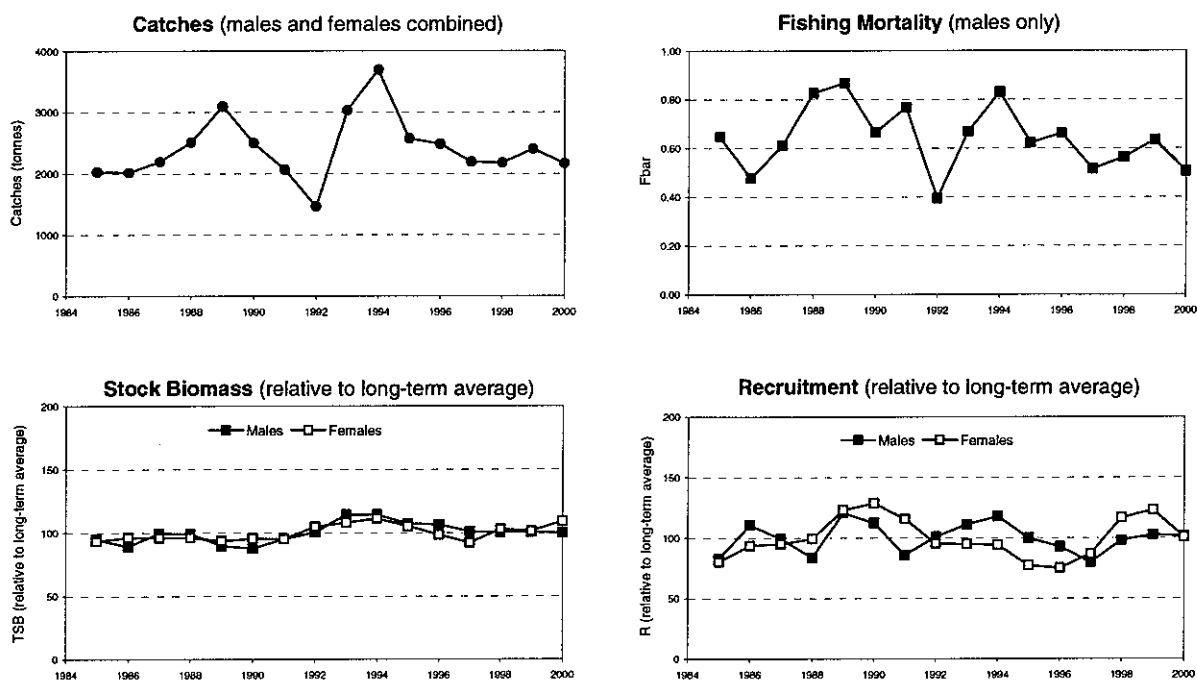 Catches (males and females combined)
4000
3000
2000
1000
0
Catches (tonnes)
1984 1986 1988 1990 1992 1994 1996 1998 2000
Fishing Mortality (males only)
1.00
0.80
0.60
0.40
0.20
0.00
Fbar
1984 1986 1988 1990 1992 1994 1996 1998 2000
Stock Biomass (relative to long-term average)
200
Males Females
150
100
50
0
TSB (relative to long-term average)
1984 1986 1988 1990 1992 1994 1996 1998 2000
Recruitment (relative to long-term average)
200
Males Females
150
100
50
0
R (relative to long-term average)
1984 1986 1988 1990 1992 1994 1996 1998 2000